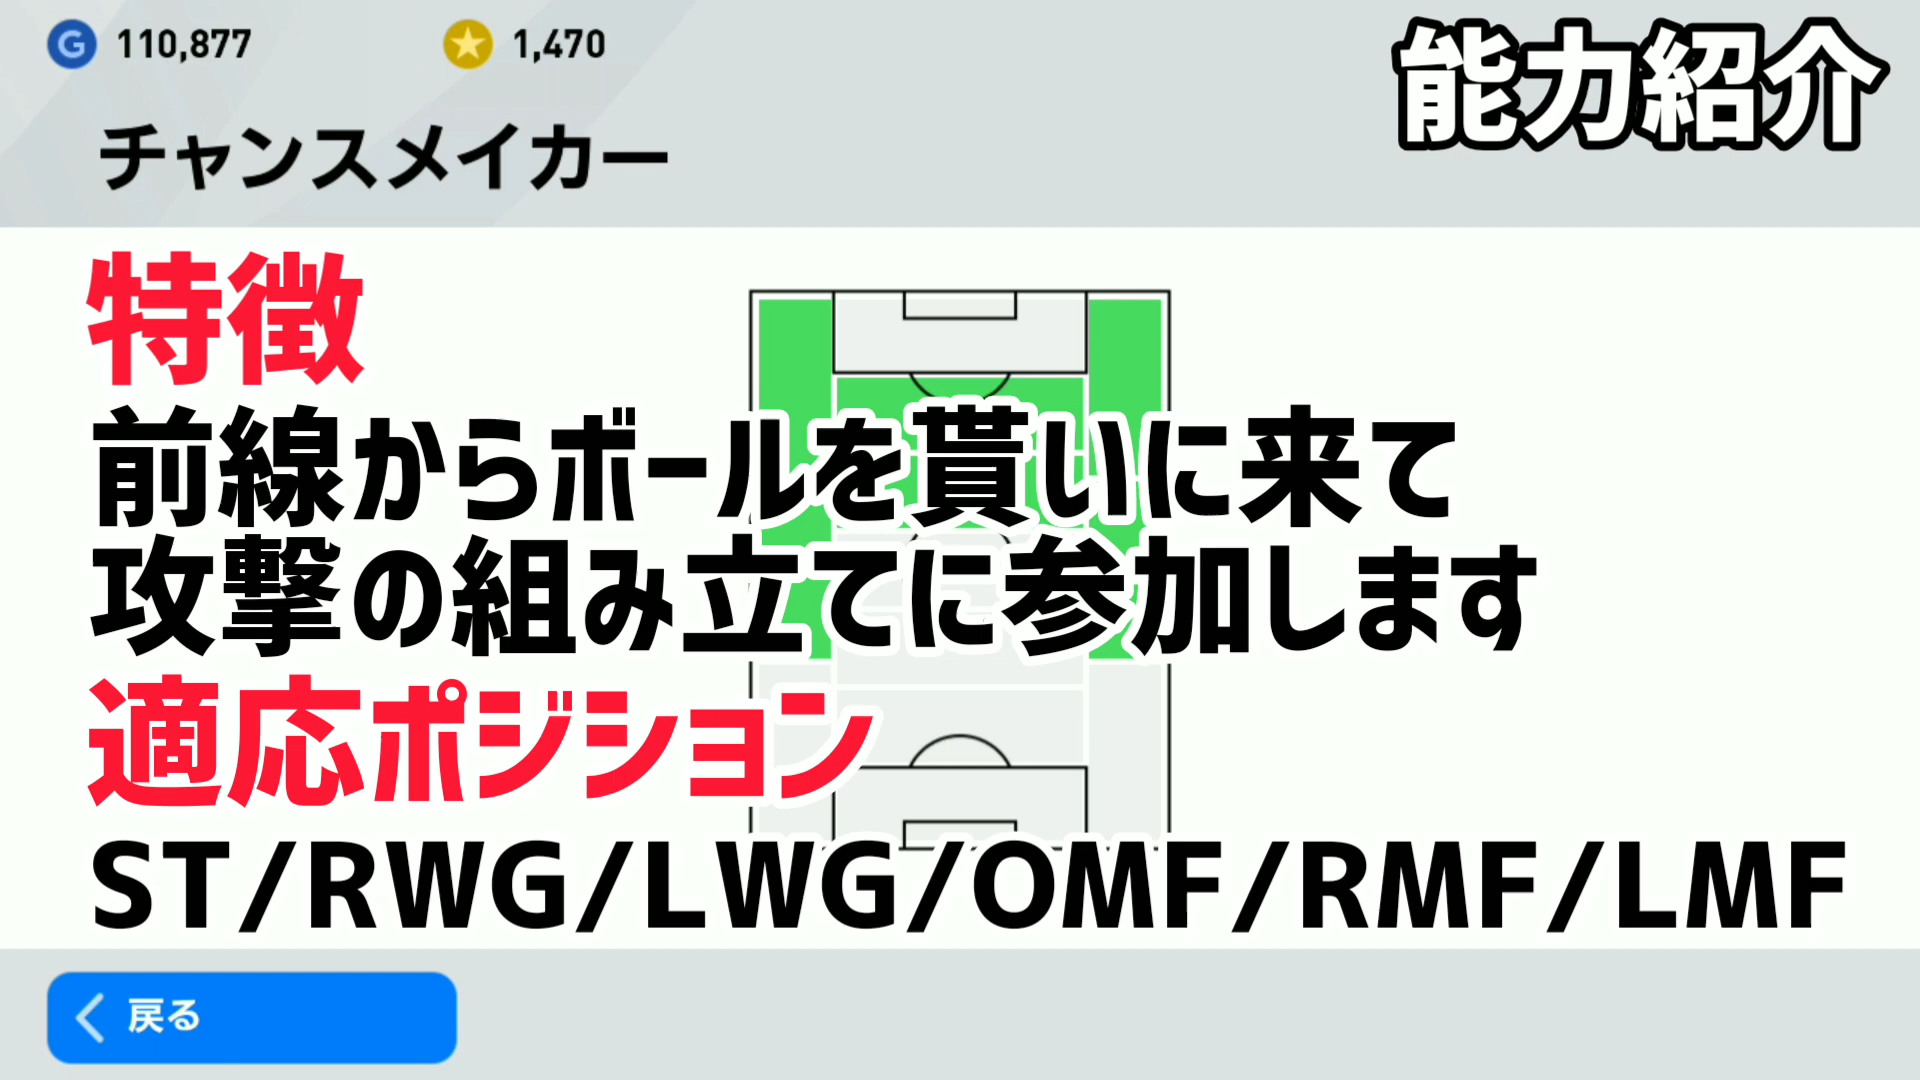 G 110,877
1,470
能力紹介
チャンスメイカー
特徴
前線からボールを貰いに来て
攻撃の組み立てに参加します
適応ポジション
ST/RWG/LWG/OMF/RMF/LMF
戻る